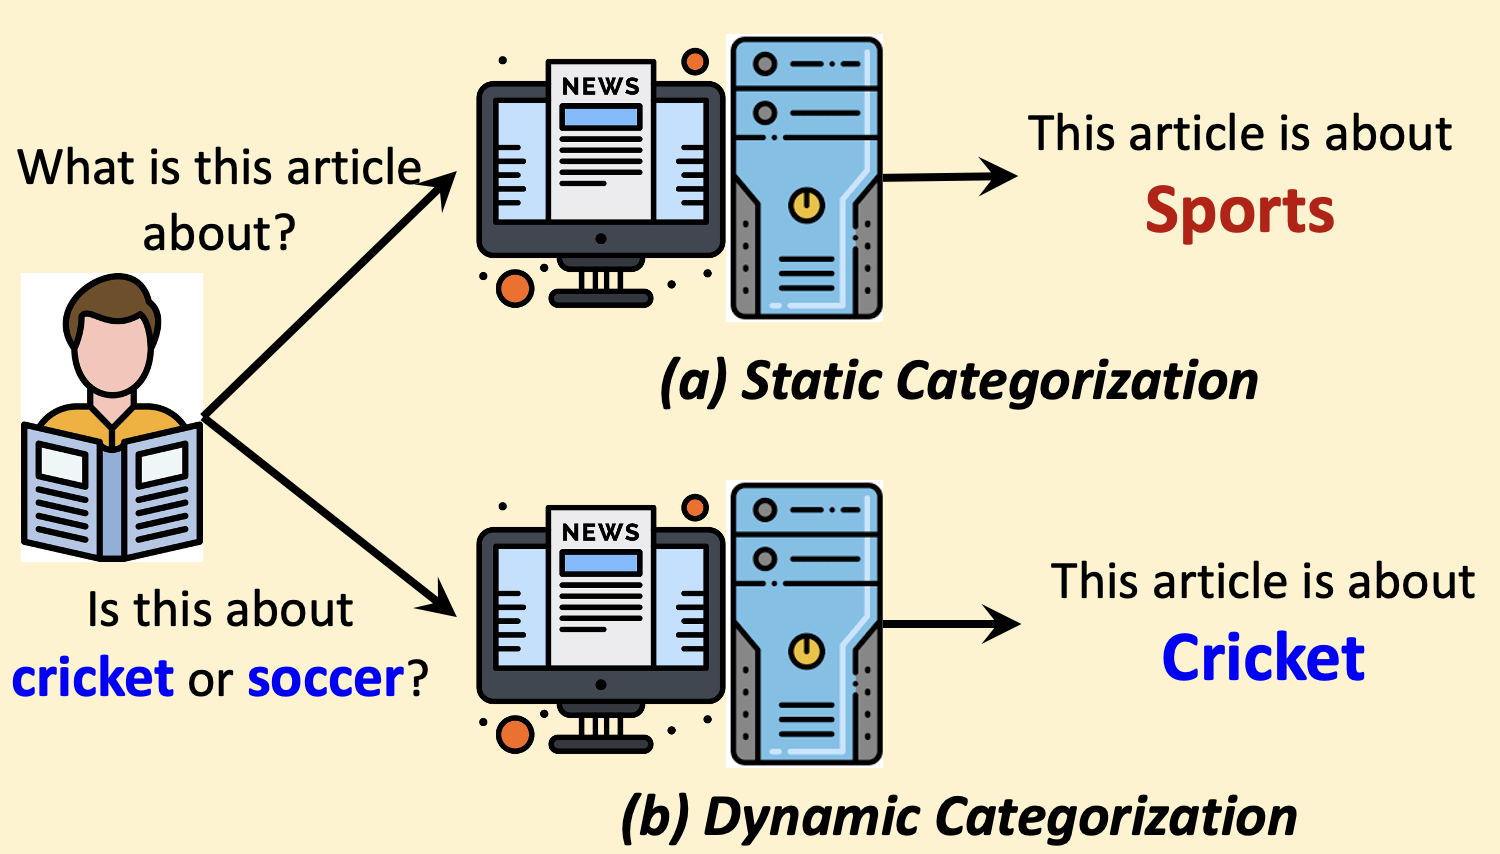 What is this article
about?
NEWS
This article is about
Sports
(a) Static Categorization
Is this about
cricket or soccer?
NEWS
This article is about
Cricket
(b) Dynamic Categorization